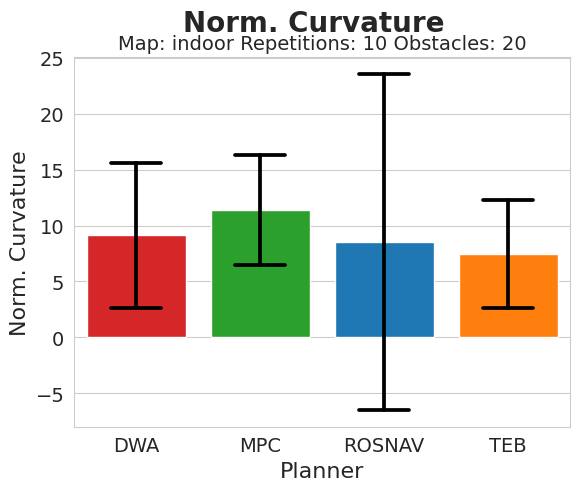 Norm. Curvature
Map: indoor Repetitions: 10 Obstacles: 20
Norm. Curvature
25
20
15
10
5
0
−5
DWA MPC ROSNAV TEB
Planner